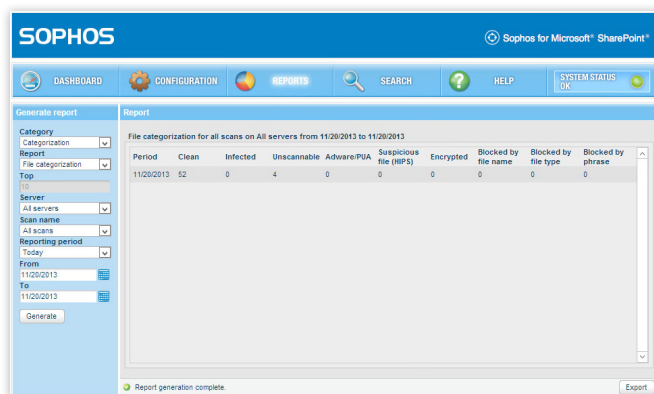 SOPHOS
Sophos for Microsoft® SharePoint®
DASHBOARD
CONFIGURATION
REPORTS
SEARCH
HELP
SYSTEM STATUS
OK
Generate report
Category
Categorization
Report
File categorization
Top
10
Server
All servers
Scan name
All scans
Reporting period
Today
From
11/20/2013
To
11/20/2013
Generate
Report
File categorization for all scans on All servers from 11/20/2013 to 11/20/2013
Period Clean Infected Unscannable Adware/PUA Suspicious file (HIPS) Encrypted Blocked by file name Blocked by file type Blocked by phrase
11/20/2013 52 0 4 0 0 0 0 0 0
Report generation complete.
Export